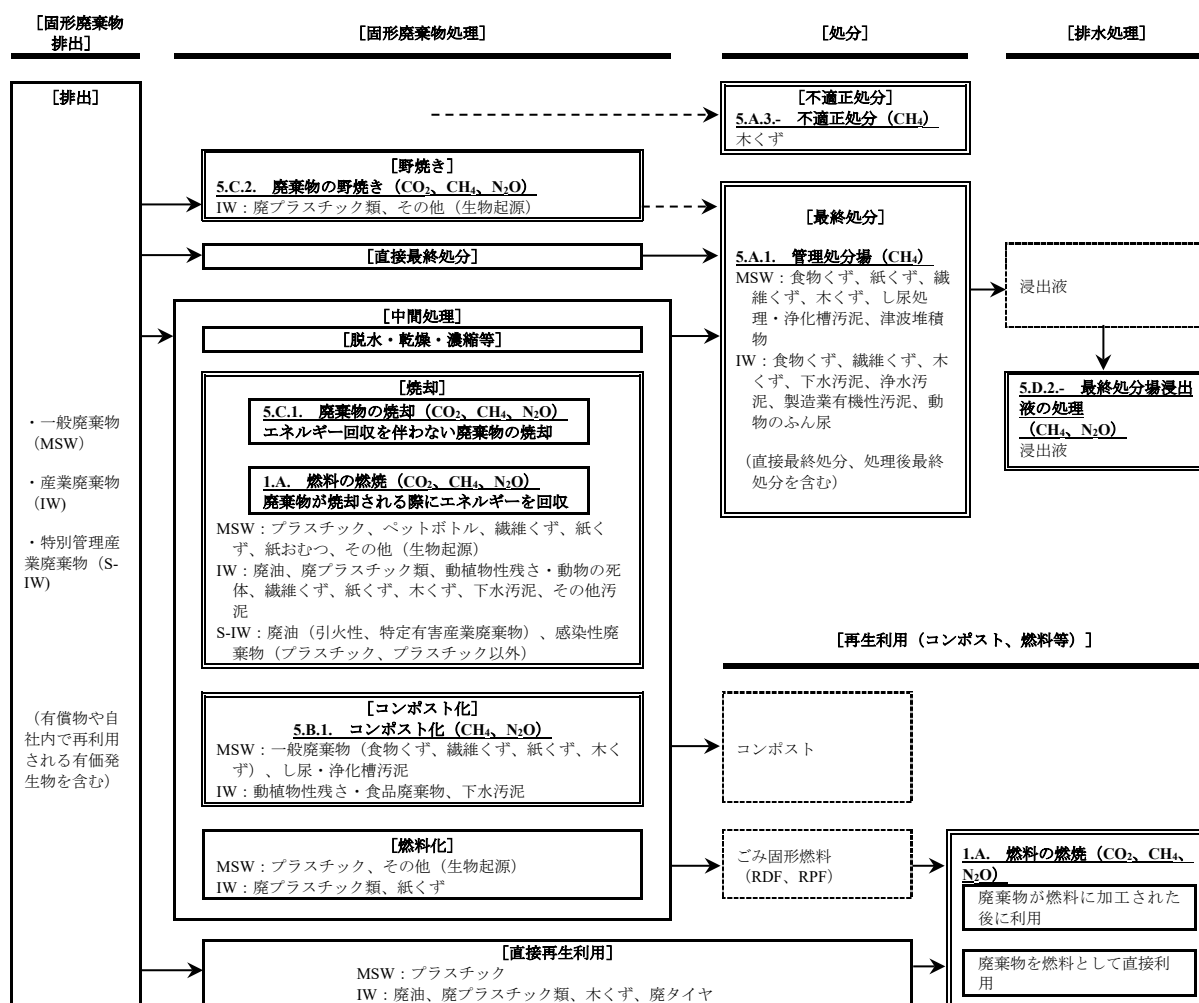 [固形廃棄物
排出]
[固形廃棄物処理]
[処分]
[排水処理]
[排出]
・一般廃棄物
（MSW）
・産業廃棄物
（IW)
・特別管理産
業廃棄物（S-
IW)
（有償物や自
社内で再利用
される有価発
生物を含む）
[野焼き]
5.C.2. 廃棄物の野焼き（CO₂、CH₄、N₂O）
IW：廃プラスチック類、その他（生物起源）
[直接最終処分]
[中間処理]
[脱水・乾燥・濃縮等]
[焼却]
5.C.1. 廃棄物の焼却（CO₂、CH₄、N₂O）
エネルギー回収を伴わない廃棄物の焼却
1.A. 燃料の燃焼（CO₂、CH₄、N₂O）
廃棄物が焼却される際にエネルギーを回収
MSW：プラスチック、ペットボトル、繊維くず、紙く
ず、紙おむつ、その他（生物起源）
IW：廃油、廃プラスチック類、動植物性残さ・動物の死
体、繊維くず、紙くず、木くず、下水汚泥、その他汚
泥
S-IW：廃油（引火性、特定有害産業廃棄物）、感染性廃
棄物（プラスチック、プラスチック以外）
[コンポスト化]
5.B.1. コンポスト化（CH₄、N₂O）
MSW：一般廃棄物（食物くず、繊維くず、紙くず、木く
ず）、し尿・浄化槽汚泥
IW：動植物性残さ・食品廃棄物、下水汚泥
[燃料化]
MSW：プラスチック、その他（生物起源）
IW：廃プラスチック類、紙くず
[直接再生利用]
MSW：プラスチック
IW：廃油、廃プラスチック類、木くず、廃タイヤ
[不適正処分]
5.A.3.- 不適正処分（CH₄）
木くず
[最終処分]
5.A.1. 管理処分場（CH₄）
MSW：食物くず、紙くず、繊
維くず、木くず、し尿処
理・浄化槽汚泥、津波堆積
物
IW：食物くず、繊維くず、木
くず、下水汚泥、浄水汚
泥、製造業有機性汚泥、動
物のふん尿
（直接最終処分、処理後最終
処分を含む）
浸出液
5.D.2.- 最終処分場浸出
液の処理
（CH₄、N₂O）
浸出液
[再生利用（コンポスト、燃料等）]
コンポスト
ごみ固形燃料
（RDF、RPF）
1.A. 燃料の燃焼（CO₂、CH₄、
N₂O）
廃棄物が燃料に加工された
後に利用
廃棄物を燃料として直接利
用